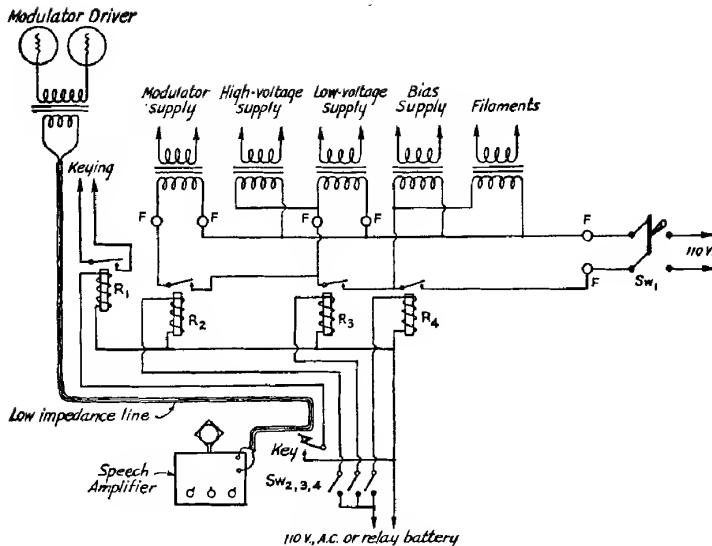 Modulator Driver
Modulator supply
High-voltage supply
Low-voltage supply
Bias Supply
Filaments
Keying
F
F
F
F
F
F
110 V.
Sw1
R1
R2
R3
R4
Low impedance line
Key
Speech Amplifier
Sw2,3,4
110 V., A.C. or relay battery